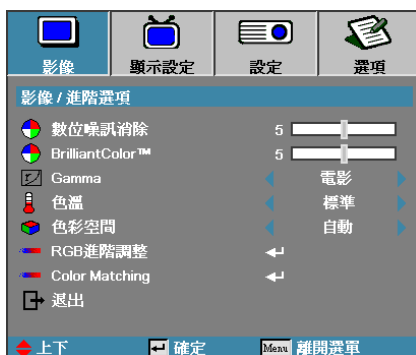 影像 顯示設定 設定 選項
影像 / 進階選項
數位噪訊消除 5
BrilliantColor™ 5
Gamma 電影
色溫 標準
色彩空間 自動
RGB進階調整
Color Matching
退出
上下 確定 Menu 離開選單